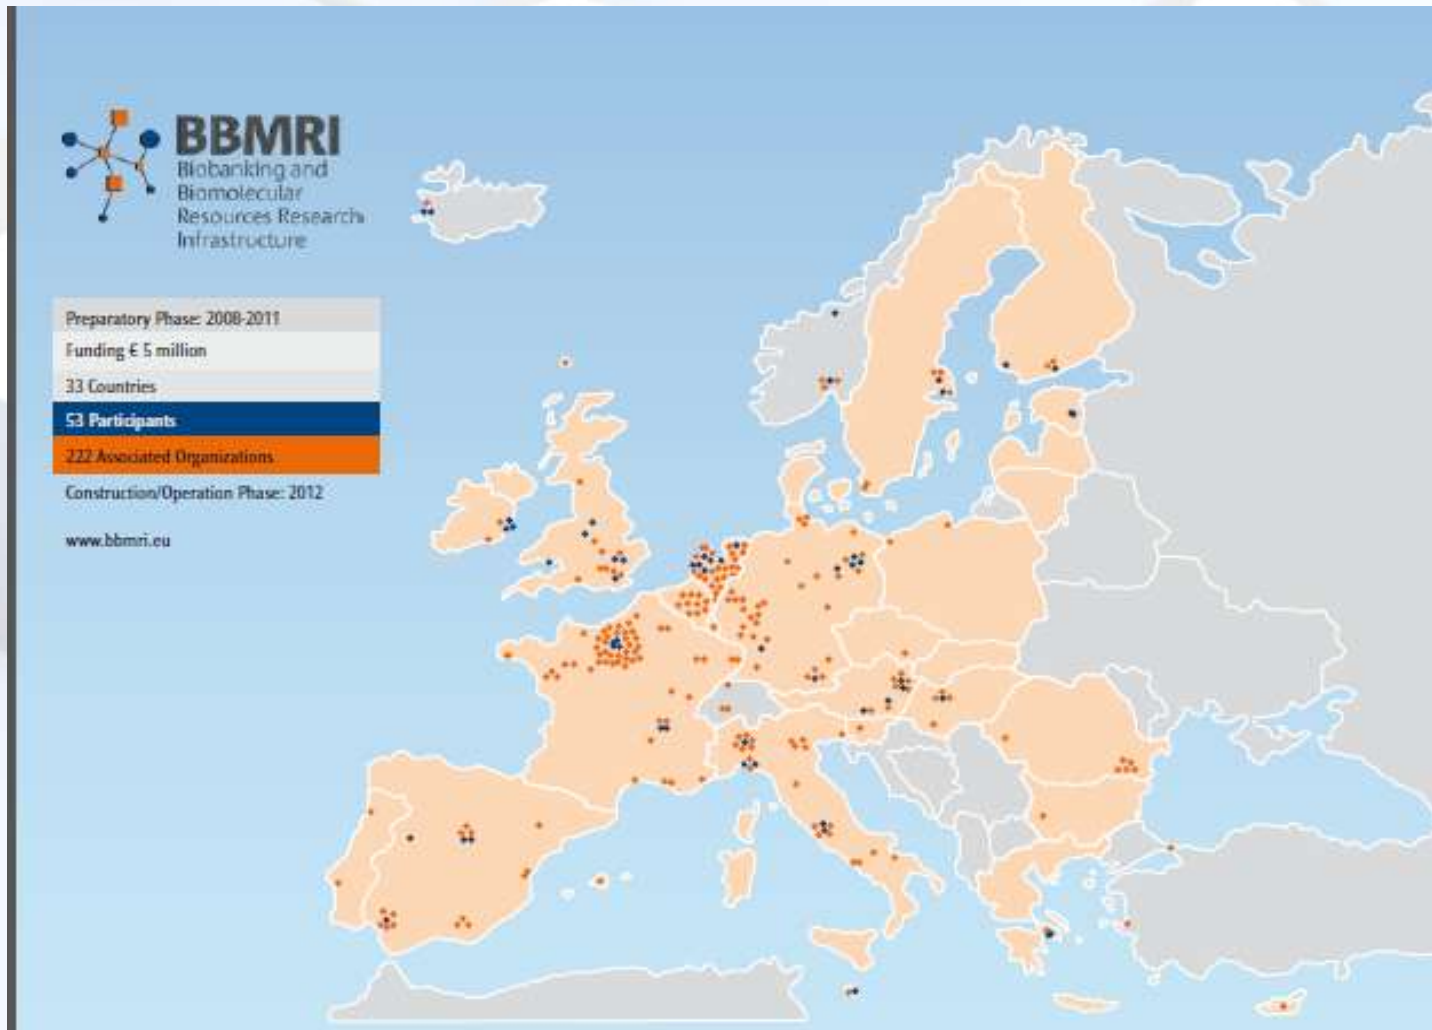 BBMRI
Biobanking and
Biomolecular
Resources Research
Infrastructure
Preparatory Phase: 2008-2011
Funding € 5 million
33 Countries
53 Participants
222 Associated Organizations
Construction/Operation Phase: 2012
www.bbmri.eu